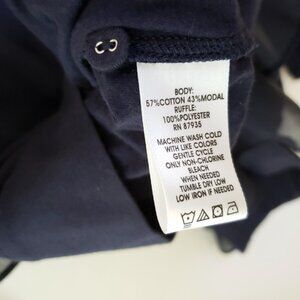 BODY:
57%COTTON 43%MODAL
RUFFLE:
100%POLYESTER
RN 87935
MACHINE WASH COLD
WITH LIKE COLORS
GENTLE CYCLE
ONLY NON-CHLORINE
BLEACH
WHEN NEEDED
TUMBLE DRY LOW
LOW IRON IF NEEDED